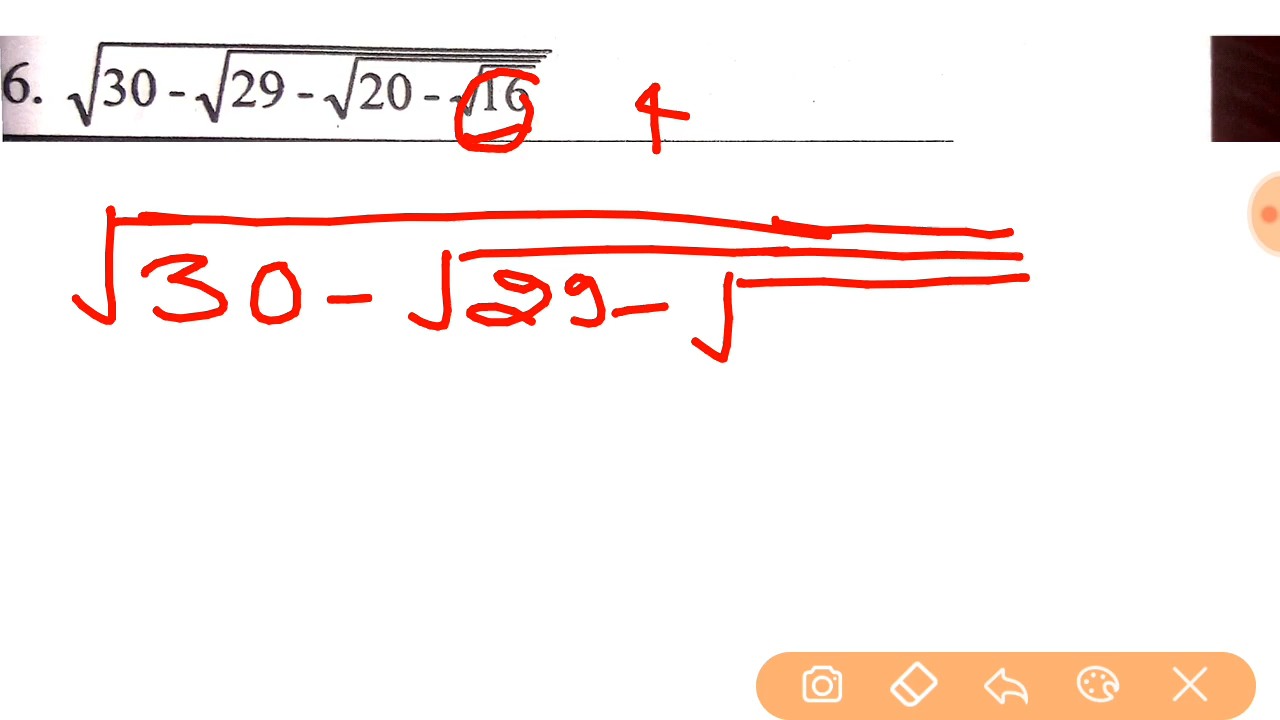 6. √30 - √29 - √20 - √16
4
√30 - √29 - √